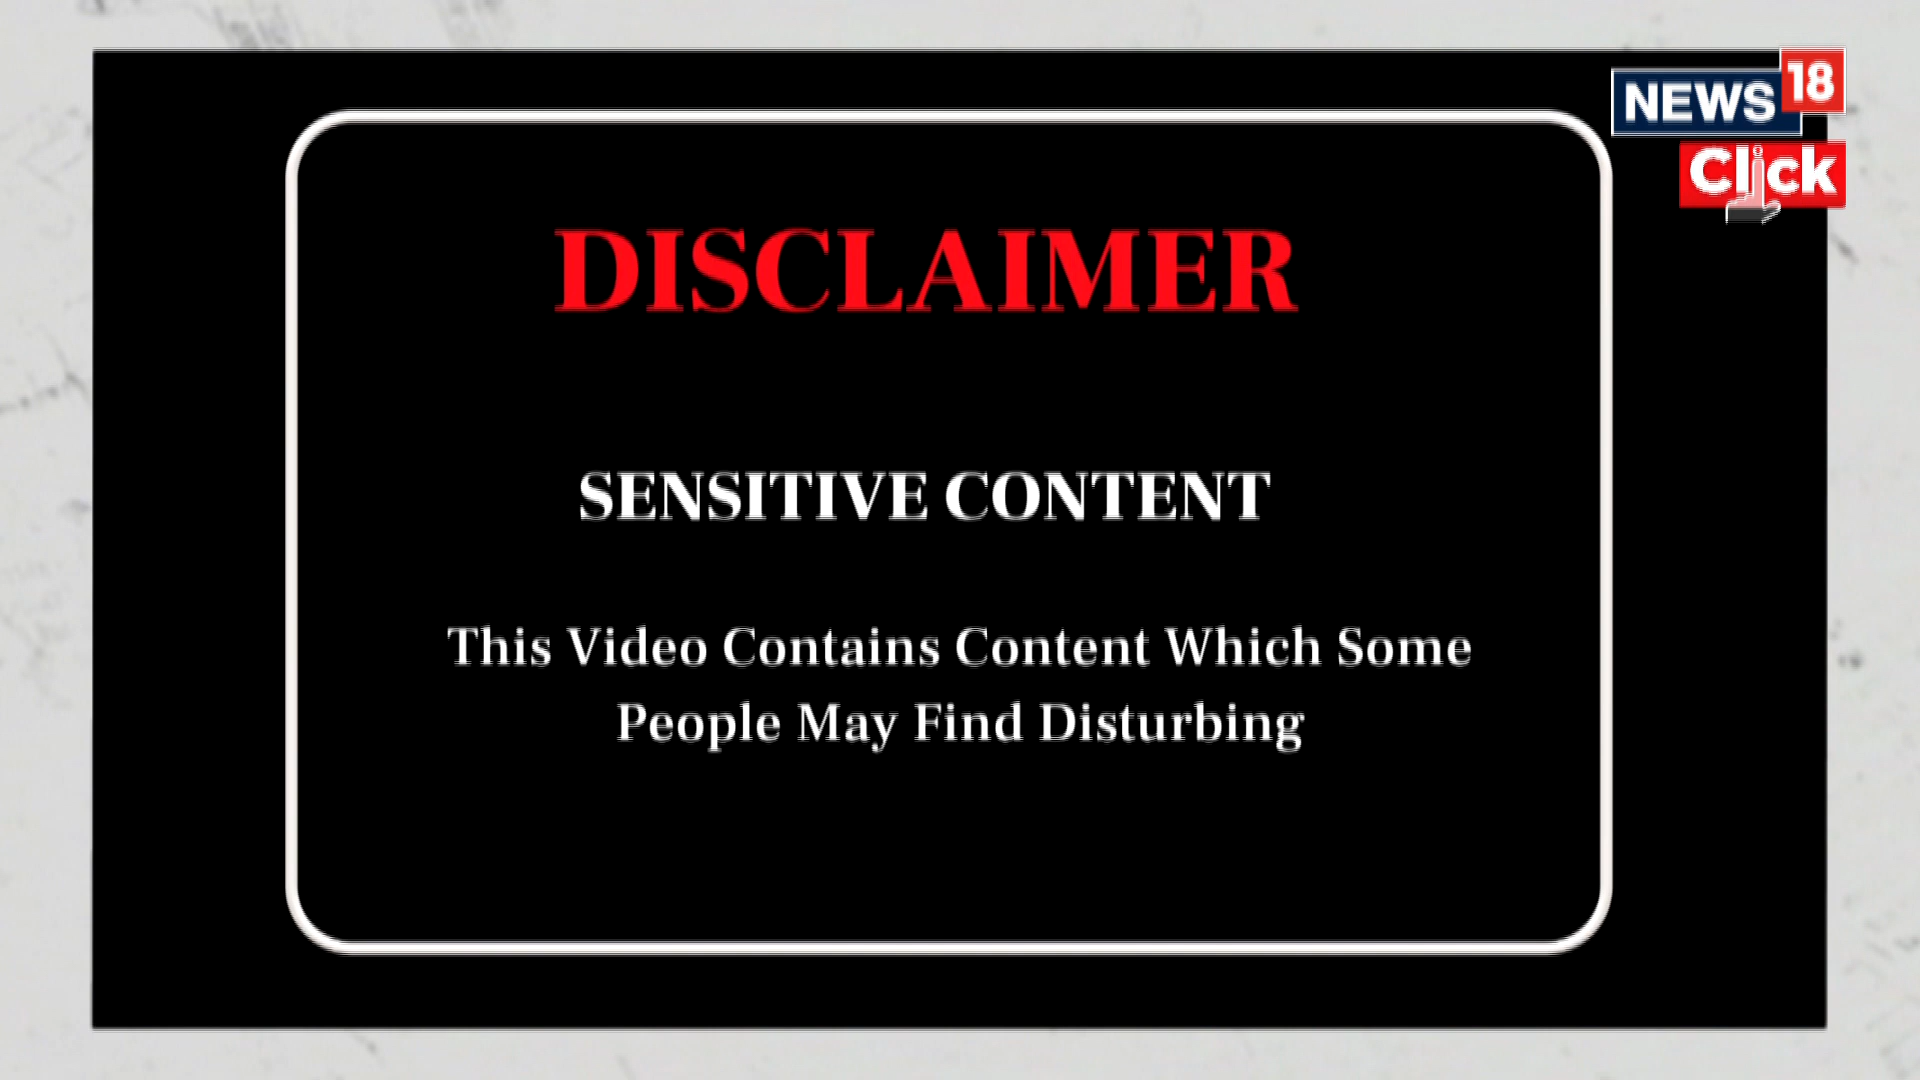 NEWS 18
Click
DISCLAIMER
SENSITIVE CONTENT
This Video Contains Content Which Some
People May Find Disturbing